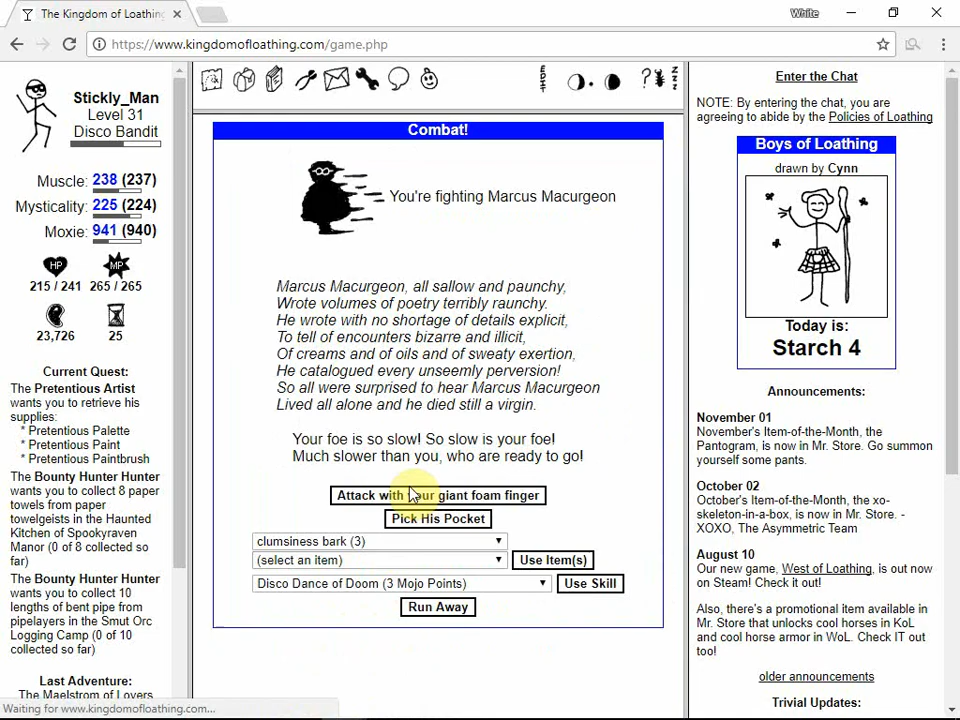 The Kingdom of Loathin
White
https://www.kingdomofloathing.com/game.php
Stickly_Man
Level 31
Disco Bandit
Muscle: 238 (237)
Mysticality: 225 (224)
Moxie: 941 (940)
HP MP
215 / 241 265 / 265
23,726 25
Current Quest:
The Pretentious Artist
wants you to retrieve his
supplies:
* Pretentious Palette
* Pretentious Paint
* Pretentious Paintbrush
The Bounty Hunter Hunter
wants you to collect 8 paper
towels from paper
towelgeists in the Haunted
Kitchen of Spookyraven
Manor (0 of 8 collected so
far)
The Bounty Hunter Hunter
wants you to collect 10
lengths of bent pipe from
pipelayers in the Smut Orc
Logging Camp (0 of 10
collected so far)
Last Adventure:
The Maelstrom of Lovers
Waiting for www.kingdomofloathing.com...
EDIT
?
ZZZ
Combat!
You're fighting Marcus Macurgeon
Marcus Macurgeon, all sallow and paunchy,
Wrote volumes of poetry terribly raunchy.
He wrote with no shortage of details explicit,
To tell of encounters bizarre and illicit,
Of creams and of oils and of sweaty exertion,
He catalogued every unseemly perversion!
So all were surprised to hear Marcus Macurgeon
Lived all alone and he died still a virgin.
Your foe is so slow! So slow is your foe!
Much slower than you, who are ready to go!
Attack with your giant foam finger
Pick His Pocket
clumsiness bark (3)
(select an item) Use Item(s)
Disco Dance of Doom (3 Mojo Points) Use Skill
Run Away
Enter the Chat
NOTE: By entering the chat, you are
agreeing to abide by the Policies of Loathing
Boys of Loathing
drawn by Cynn
Today is:
Starch 4
Announcements:
November 01
November's Item-of-the-Month, the
Pantogram, is now in Mr. Store. Go summon
yourself some pants.
October 02
October's Item-of-the-Month, the xo-
skeleton-in-a-box, is now in Mr. Store. -
XOXO, The Asymmetric Team
August 10
Our new game, West of Loathing, is out now
on Steam! Check it out!
Also, there's a promotional item available in
Mr. Store that unlocks cool horses in KoL
and cool horse armor in WoL. Check IT out
too!
older announcements
Trivial Updates: